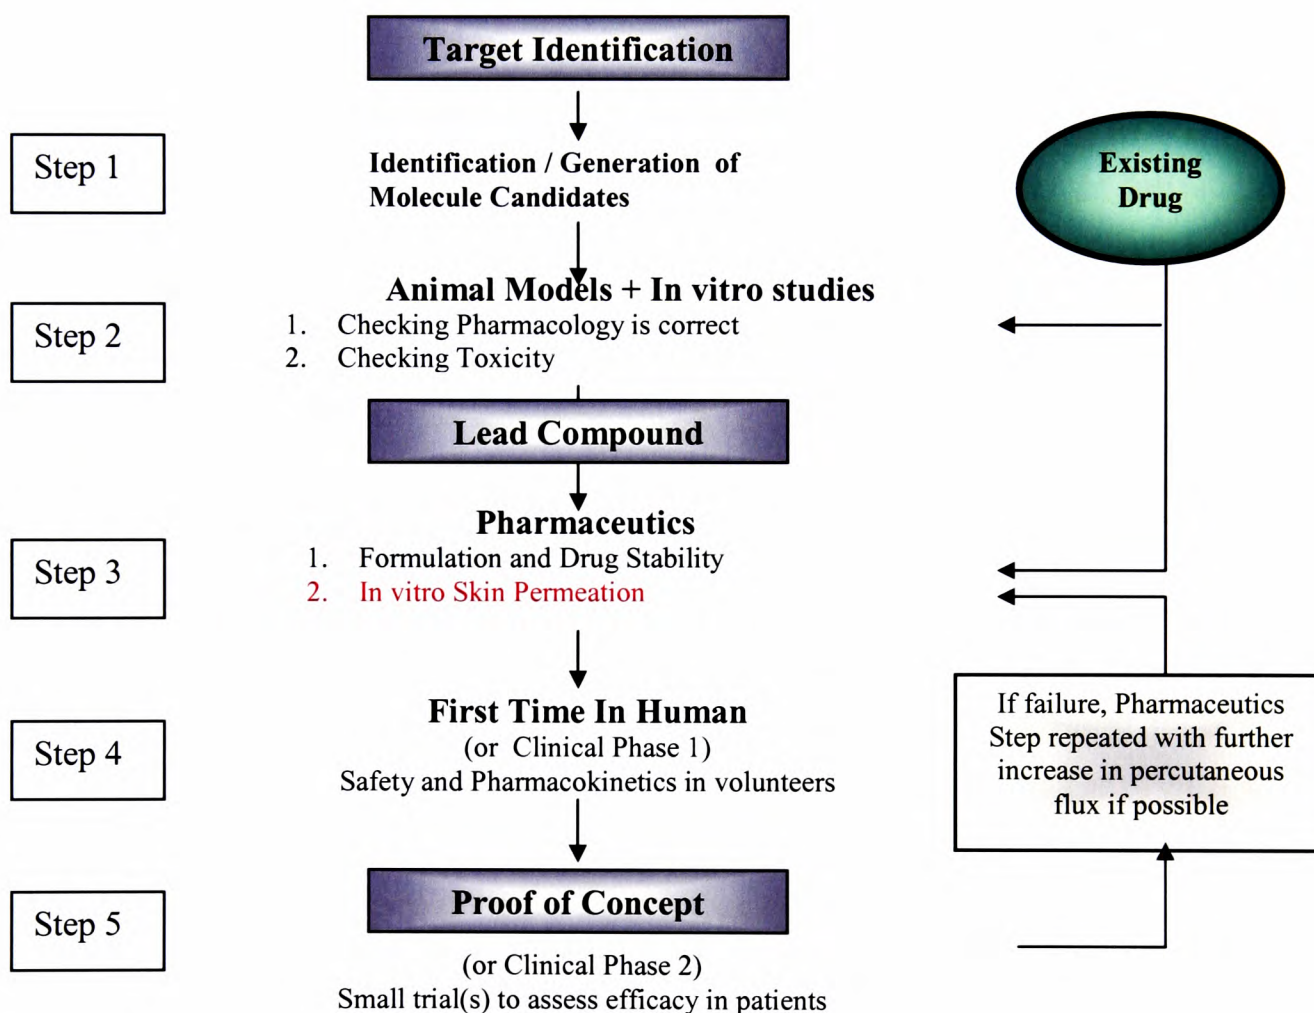 Target Identification
Step 1
Identification / Generation of
Molecule Candidates
Existing
Drug
Step 2
Animal Models + In vitro studies
1. Checking Pharmacology is correct
2. Checking Toxicity
Lead Compound
Step 3
Pharmaceutics
1. Formulation and Drug Stability
2. In vitro Skin Permeation
Step 4
First Time In Human
(or Clinical Phase 1)
Safety and Pharmacokinetics in volunteers
If failure, Pharmaceutics
Step repeated with further
increase in percutaneous
flux if possible
Step 5
Proof of Concept
(or Clinical Phase 2)
Small trial(s) to assess efficacy in patients